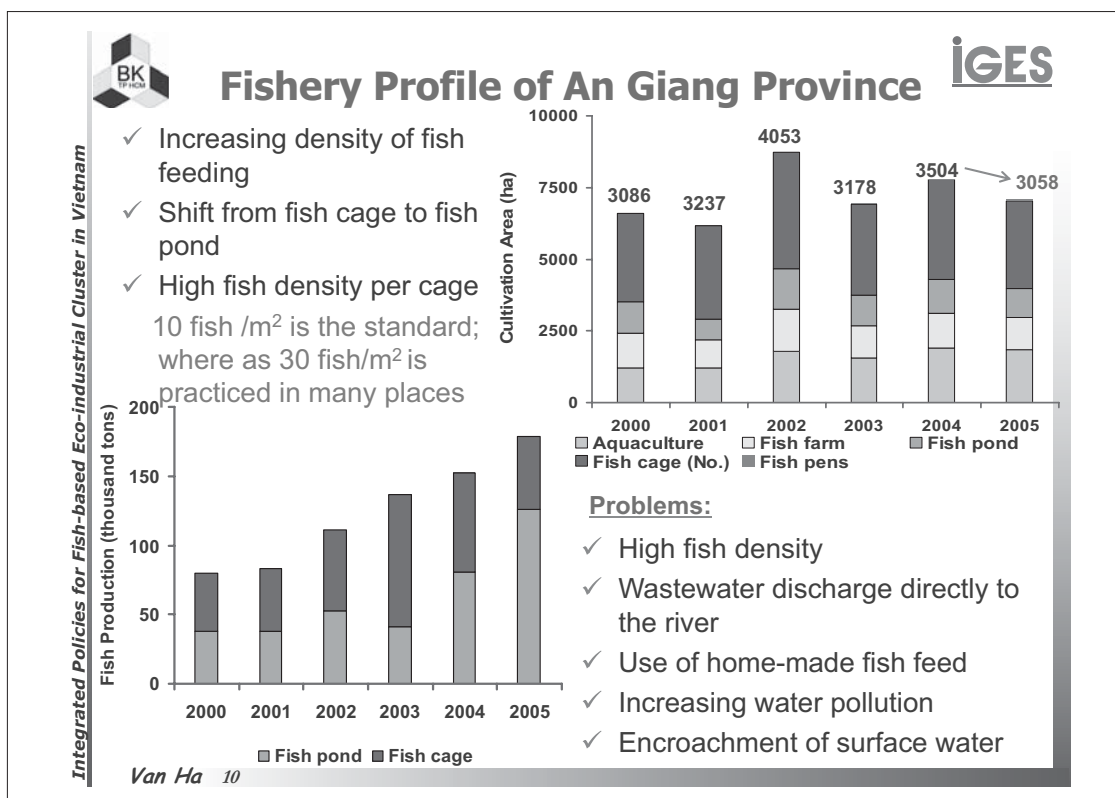 BK
TP HCM
Fishery Profile of An Giang Province
iGES
Integrated Policies for Fish-based Eco-industrial Cluster in Vietnam
✓ Increasing density of fish
feeding
✓ Shift from fish cage to fish
pond
✓ High fish density per cage
10 fish /m² is the standard;
where as 30 fish/m² is
practiced in many places
Cultivation Area (ha)
10000
7500
5000
2500
0
3086
3237
4053
3178
3504
3058
2000 2001 2002 2003 2004 2005
Aquaculture Fish farm Fish pond
Fish cage (No.) Fish pens
Fish Production (thousand tons)
200
150
100
50
0
2000 2001 2002 2003 2004 2005
Fish pond Fish cage
Problems:
✓ High fish density
✓ Wastewater discharge directly to
the river
✓ Use of home-made fish feed
✓ Increasing water pollution
✓ Encroachment of surface water
Van Ha 10